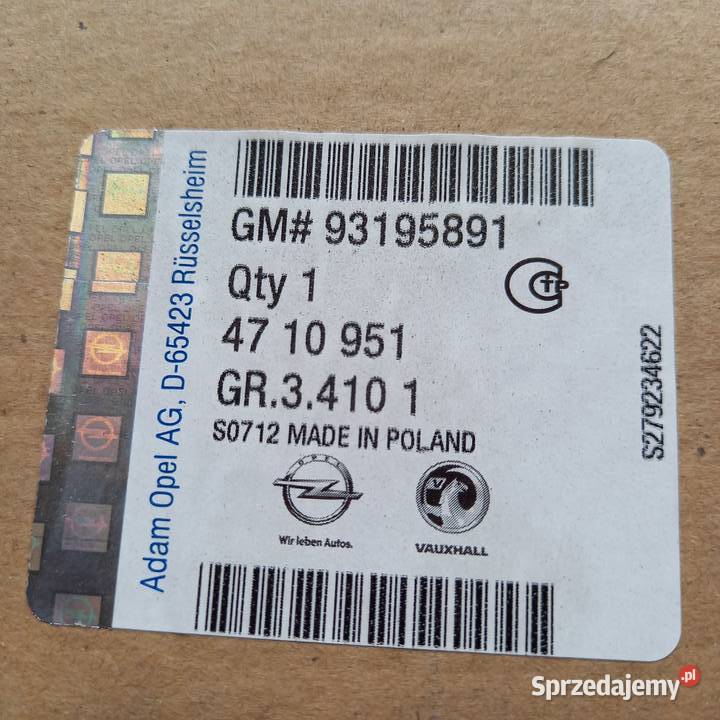 Adam Opel AG, D-65423 Rüsselsheim
GM# 93195891
Qty 1
47 10 951
GR.3.410 1
S0712 MADE IN POLAND
OPEL
Wir leben Autos.
VAUXHALL
S279234622
Sprzedajemy.pl